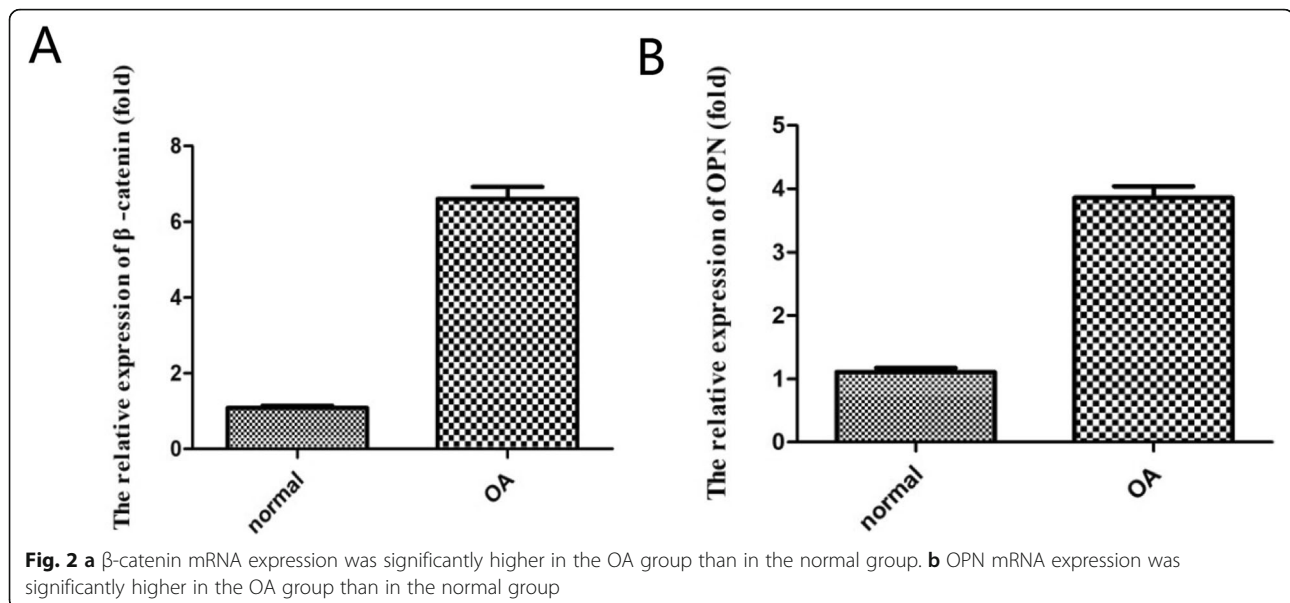 A
The relative expression of β -catenin (fold)
8
6
4
2
0
normal
OA
B
The relative expression of OPN (fold)
5
4
3
2
1
0
normal
OA
Fig. 2 a β-catenin mRNA expression was significantly higher in the OA group than in the normal group. b OPN mRNA expression was
significantly higher in the OA group than in the normal group